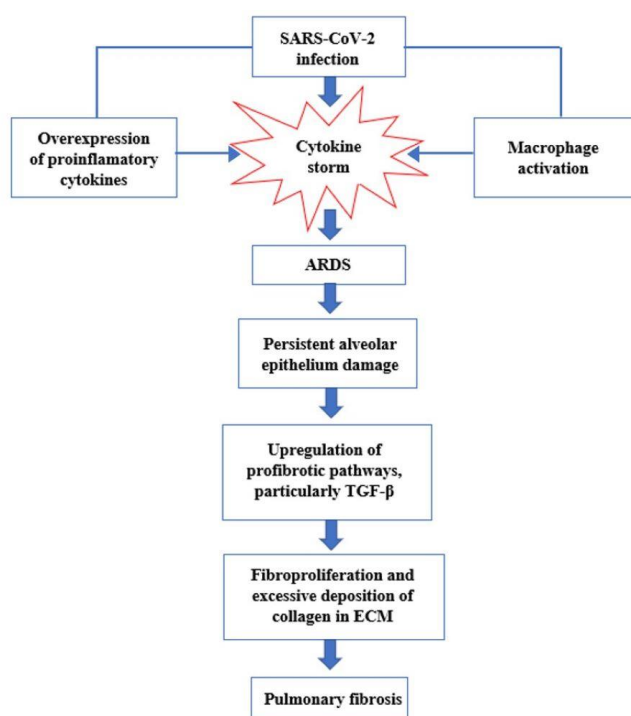 SARS-CoV-2
infection
Overexpression
of proinflamatory
cytokines
Cytokine
storm
Macrophage
activation
ARDS
Persistent alveolar
epithelium damage
Upregulation of
profibrotic pathways,
particularly TGF-β
Fibroproliferation and
excessive deposition of
collagen in ECM
Pulmonary fibrosis